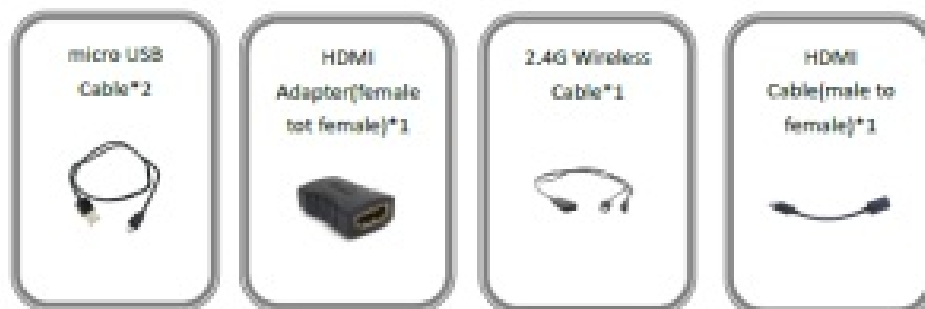 micro USB
Cable*2
HDMI
Adapter(female
tot female)*1
2.4G Wireless
Cable*1
HDMI
Cable(male to
female)*1